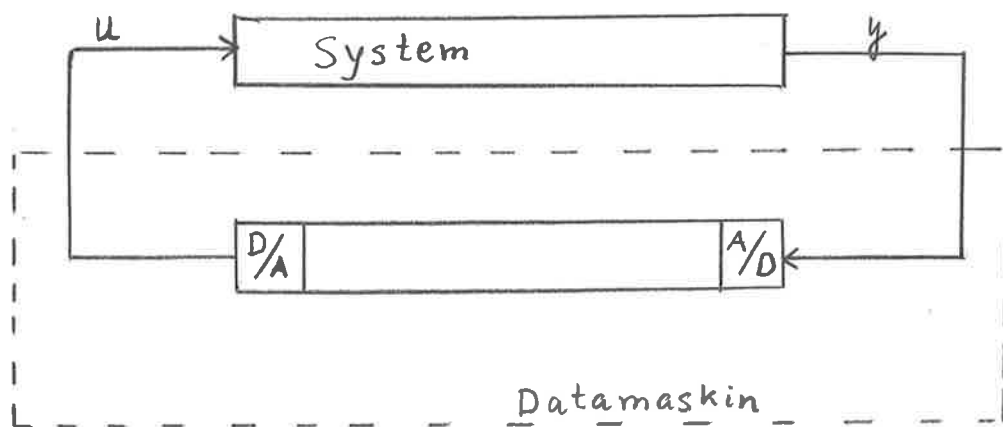 u
System
y
D/A
A/D
Datamaskin